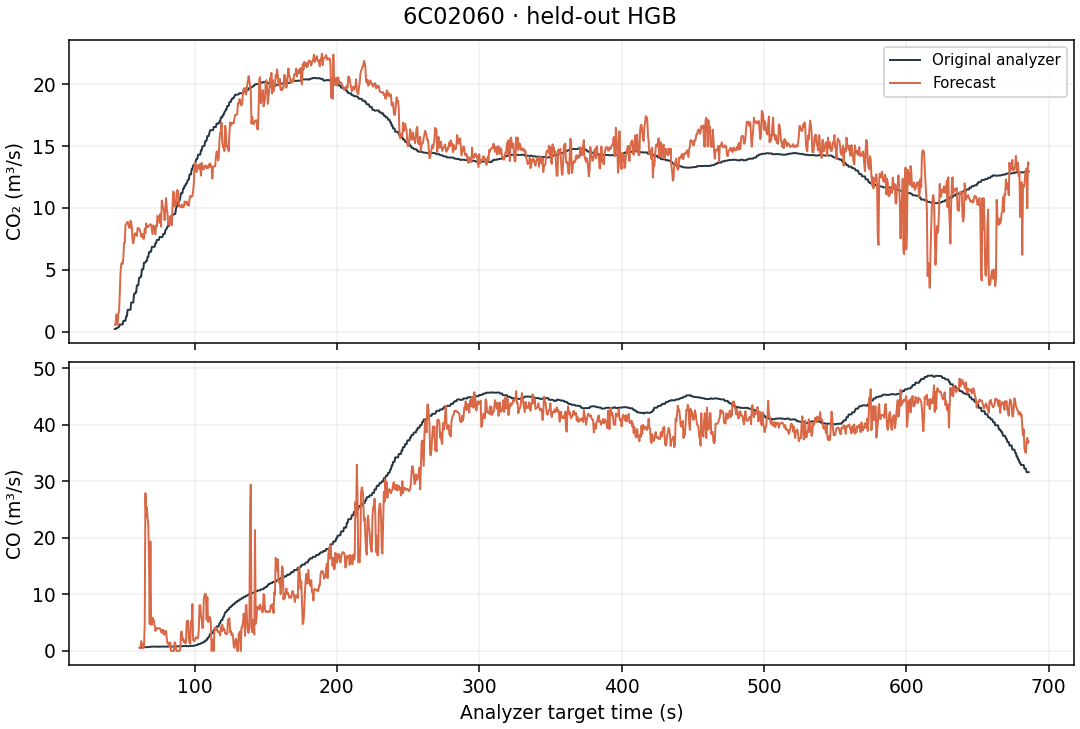 6C02060 · held-out HGB
CO₂ (m³/s)
20
15
10
5
0
Original analyzer
Forecast
CO (m³/s)
50
40
30
20
10
0
100 200 300 400 500 600 700
Analyzer target time (s)